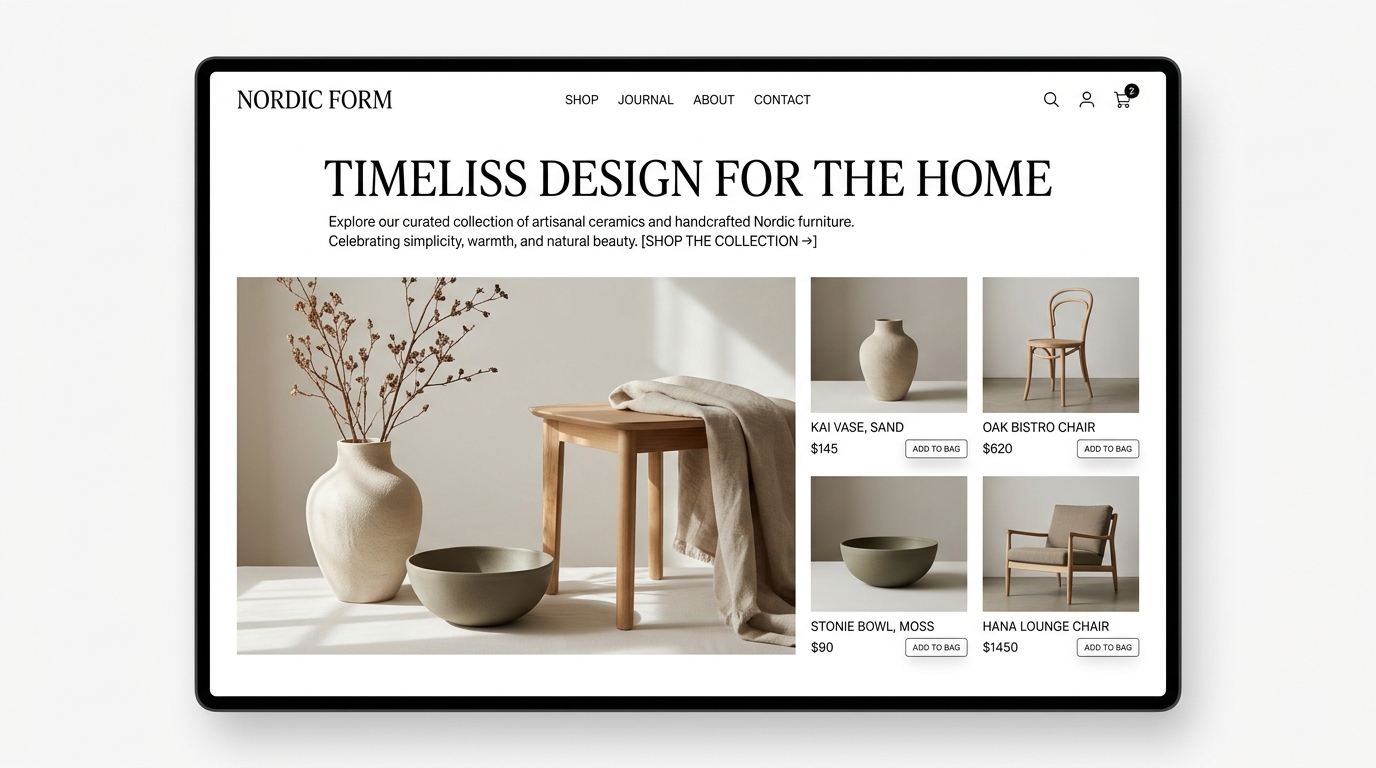 NORDIC FORM
SHOP JOURNAL ABOUT CONTACT
2
TIMELISS DESIGN FOR THE HOME
Explore our curated collection of artisanal ceramics and handcrafted Nordic furniture.
Celebrating simplicity, warmth, and natural beauty. [SHOP THE COLLECTION →]
KAI VASE, SAND
$145 ADD TO BAG
OAK BISTRO CHAIR
$620 ADD TO BAG
STONIE BOWL, MOSS
$90 ADD TO BAG
HANA LOUNGE CHAIR
$1450 ADD TO BAG